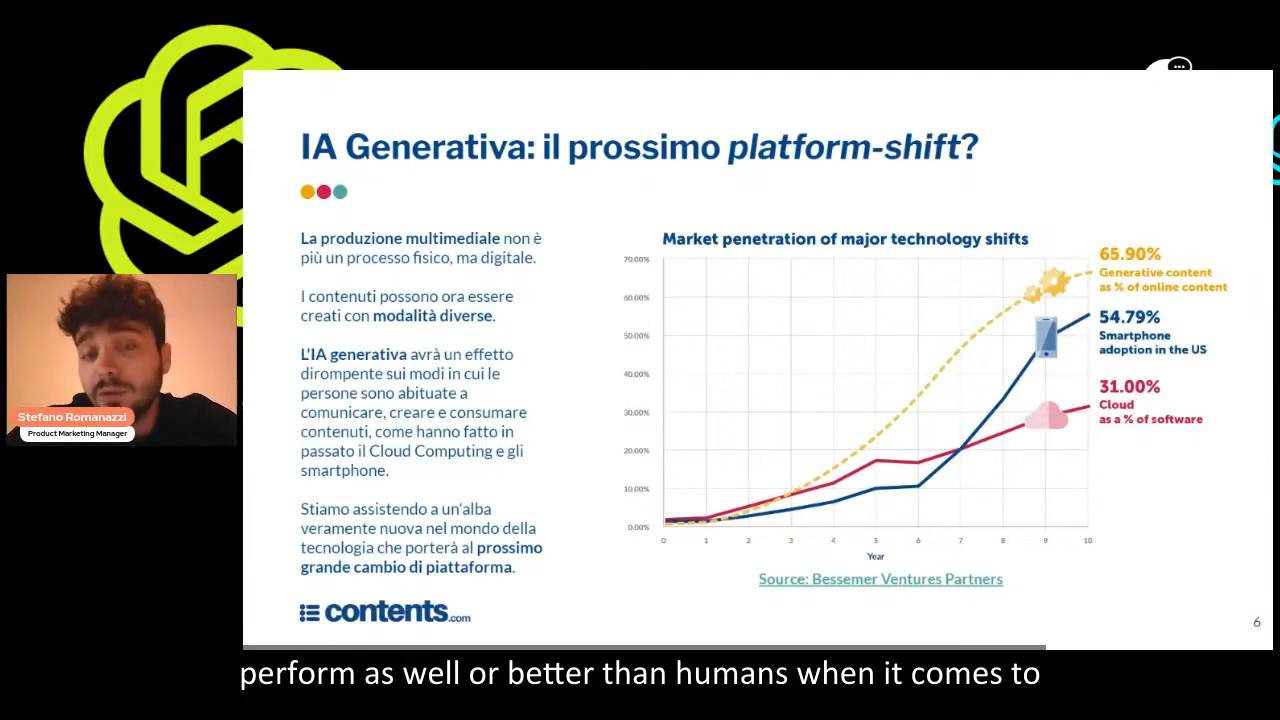 IA Generativa: il prossimo platform-shift?
La produzione multimediale non è
più un processo fisico, ma digitale.
I contenuti possono ora essere
creati con modalità diverse.
L'IA generativa avrà un effetto
dirompente sui modi in cui le
persone sono abituate a
comunicare, creare e consumare
contenuti, come hanno fatto in
passato il Cloud Computing e gli
smartphone.
Stiamo assistendo a un'alba
veramente nuova nel mondo della
tecnologia che porterà al prossimo
grande cambio di piattaforma.
contents.com
Market penetration of major technology shifts
70.00%
60.00%
50.00%
40.00%
30.00%
20.00%
10.00%
0.00%
0 1 2 3 4 5 6 7 8 9 10
Year
65.90%
Generative content
as % of online content
54.79%
Smartphone
adoption in the US
31.00%
Cloud
as a % of software
Source: Bessemer Ventures Partners
6
Stefano Romanazzi
Product Marketing Manager
perform as well or better than humans when it comes to